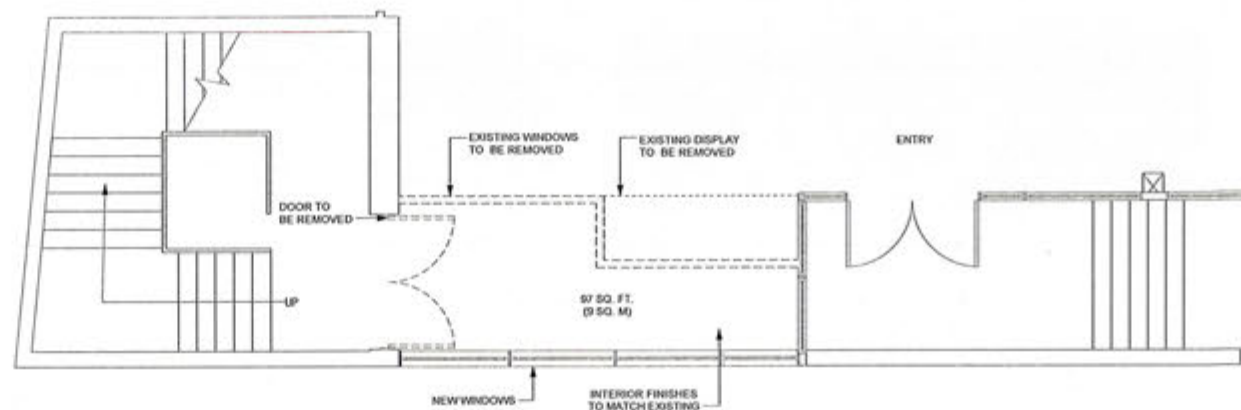 EXISTING WINDOWS
TO BE REMOVED
EXISTING DISPLAY
TO BE REMOVED
ENTRY
DOOR TO
BE REMOVED
UP
97 SQ. FT.
(9 SQ. M)
NEW WINDOWS
INTERIOR FINISHES
TO MATCH EXISTING